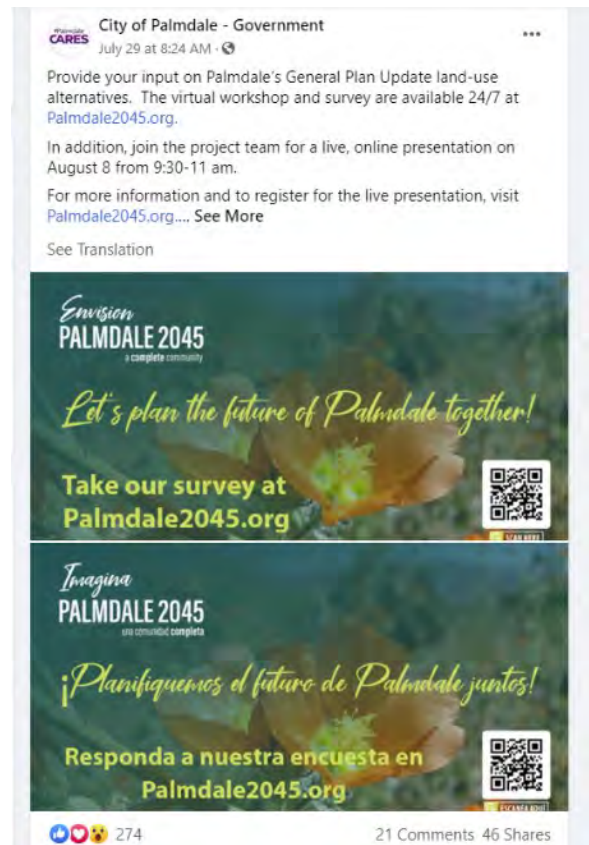 Palmdale
CARES
City of Palmdale - Government
July 29 at 8:24 AM ·
Provide your input on Palmdale's General Plan Update land-use
alternatives. The virtual workshop and survey are available 24/7 at
Palmdale2045.org.
In addition, join the project team for a live, online presentation on
August 8 from 9:30-11 am.
For more information and to register for the live presentation, visit
Palmdale2045.org.... See More
See Translation
Envision
PALMDALE 2045
a complete community
Let's plan the future of Palmdale together!
Take our survey at
Palmdale2045.org
SCAN HERE
Imagina
PALMDALE 2045
una comunidad completa
¡Planifiquemos el futuro de Palmdale juntos!
Responda a nuestra encuesta en
Palmdale2045.org
ESCANÉA AQUÍ
274
21 Comments 46 Shares